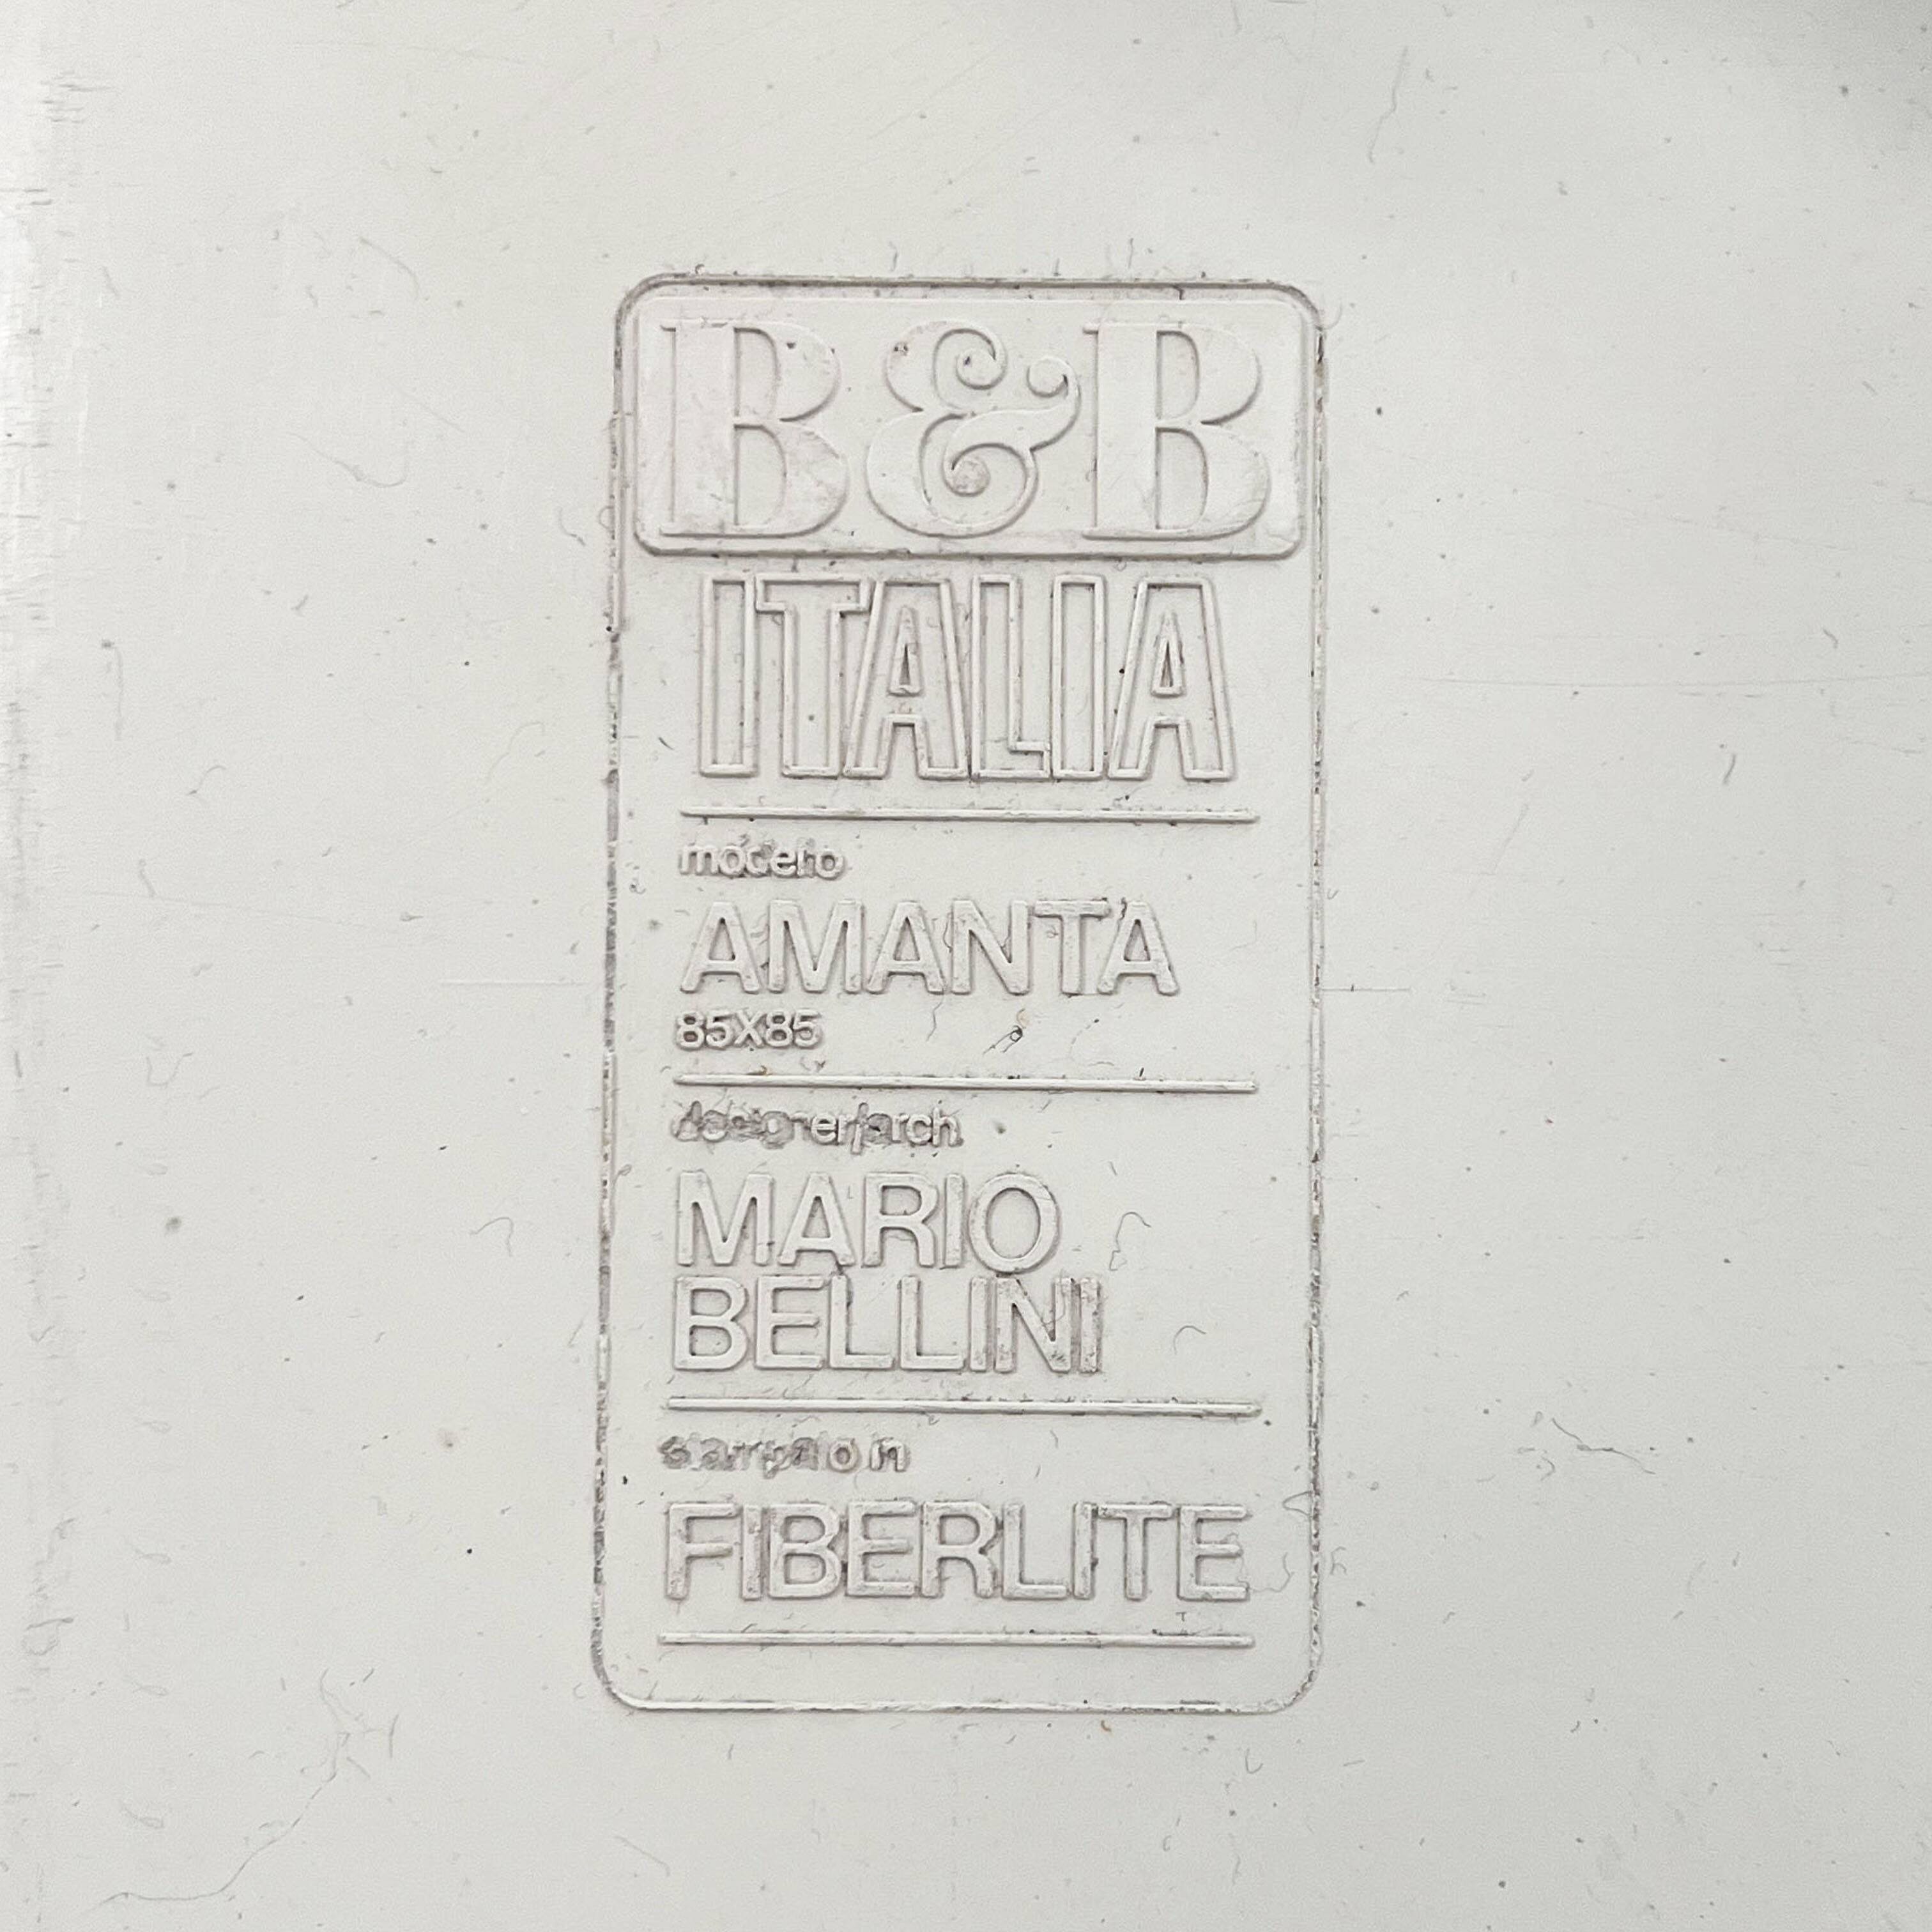 B&B
ITALIA
modello
AMANTA
85X85
designer/arch.
MARIO
BELLINI
stampato in
FIBERLITE